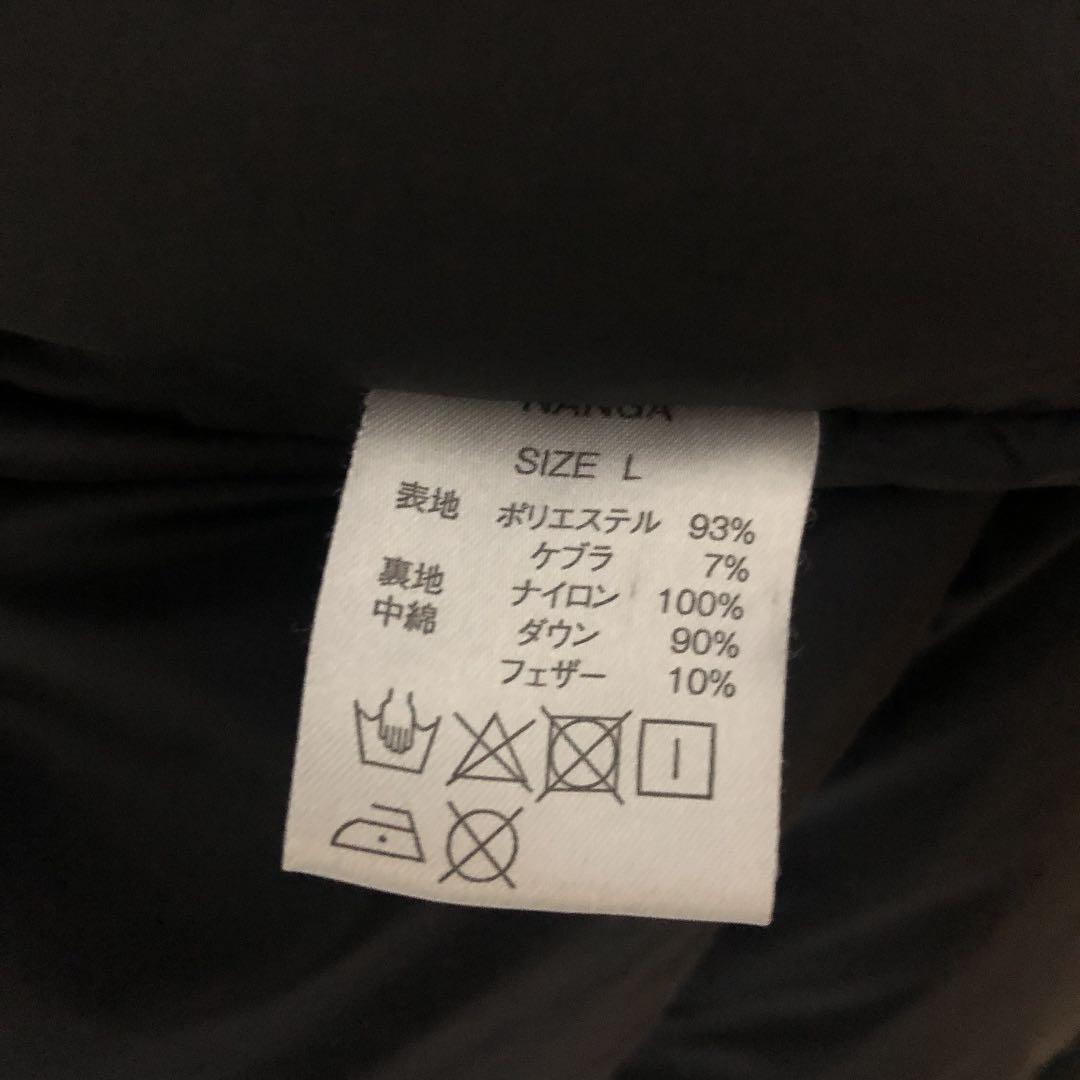 NANGA
SIZE L
表地 ポリエステル 93%
ケブラ 7%
裏地 ナイロン 100%
中綿 ダウン 90%
フェザー 10%